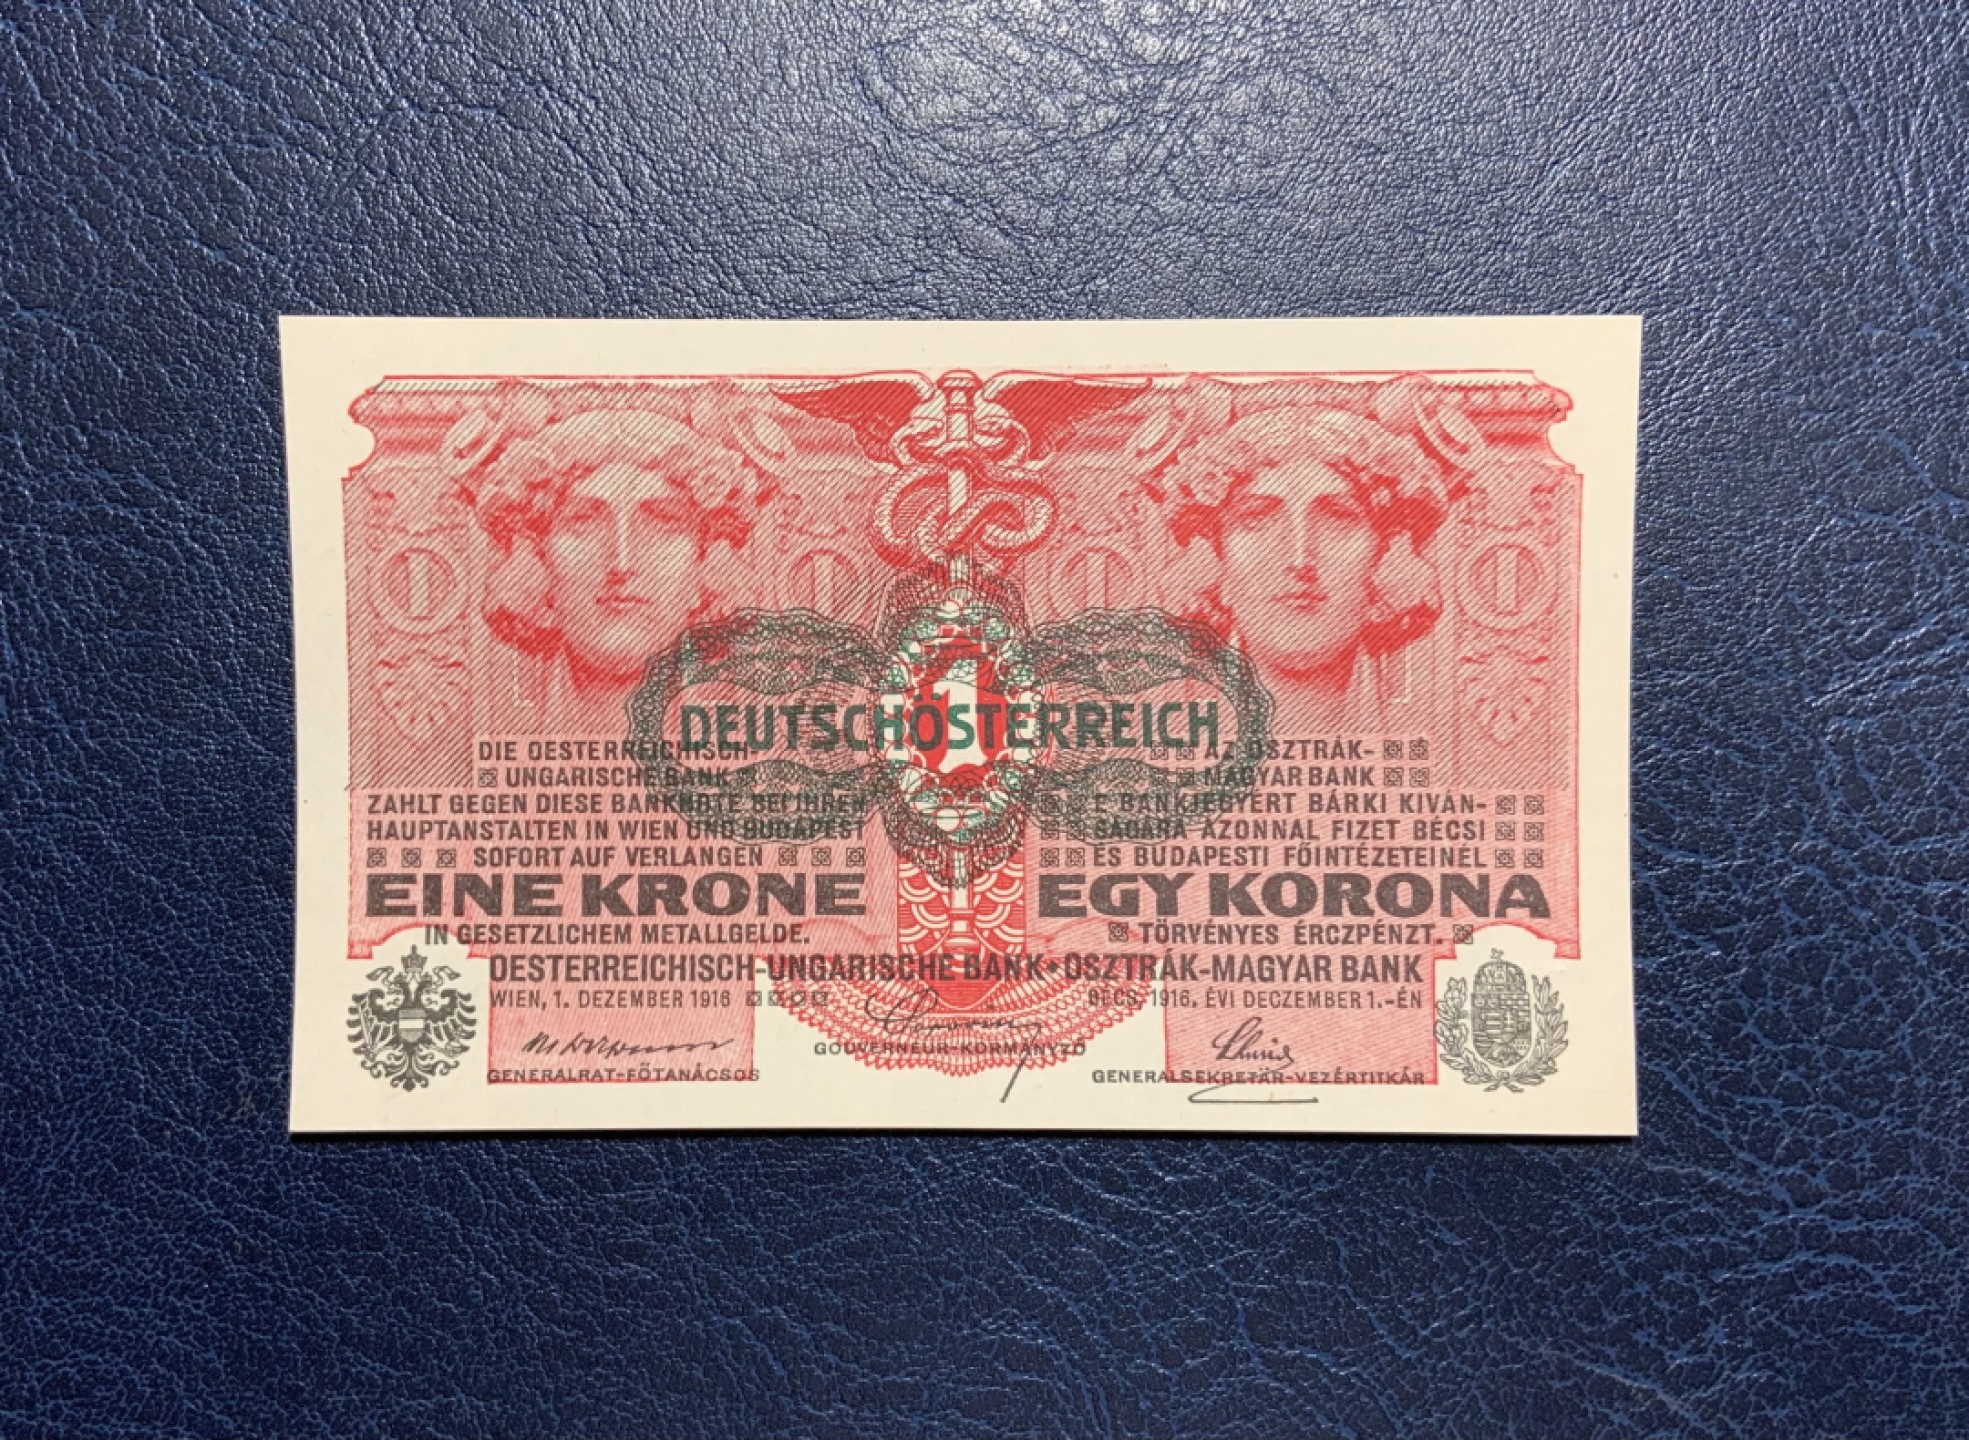 1
DEUTSCHÖSTERREICH
DIE OESTERREICHISCH-
UNGARISCHE BANK
ZAHLT GEGEN DIESE BANKNOTE BEI IHREN
HAUPTANSTALTEN IN WIEN UND BUDAPEST
SOFORT AUF VERLANGEN
EINE KRONE
IN GESETZLICHEM METALLGELDE.
AZ OSZTRÁK-
MAGYAR BANK
E BANKJEGYÉRT BÁRKI KIVÁN-
SÁGÁRA AZONNAL FIZET BÉCSI
ÉS BUDAPESTI FŐINTÉZETEINÉL
EGY KORONA
TÖRVÉNYES ÉRCZPÉNZT.
OESTERREICHISCH-UNGARISCHE BANK • OSZTRÁK-MAGYAR BANK
WIEN, 1. DEZEMBER 1916
BÉCS, 1916. ÉVI DECZEMBER 1.-ÉN
GENERALRAT-FŐTANÁCSOS
GOUVERNEUR-KORMÁNYZÓ
GENERALSEKRETÄR-VEZÉRTITKÁR